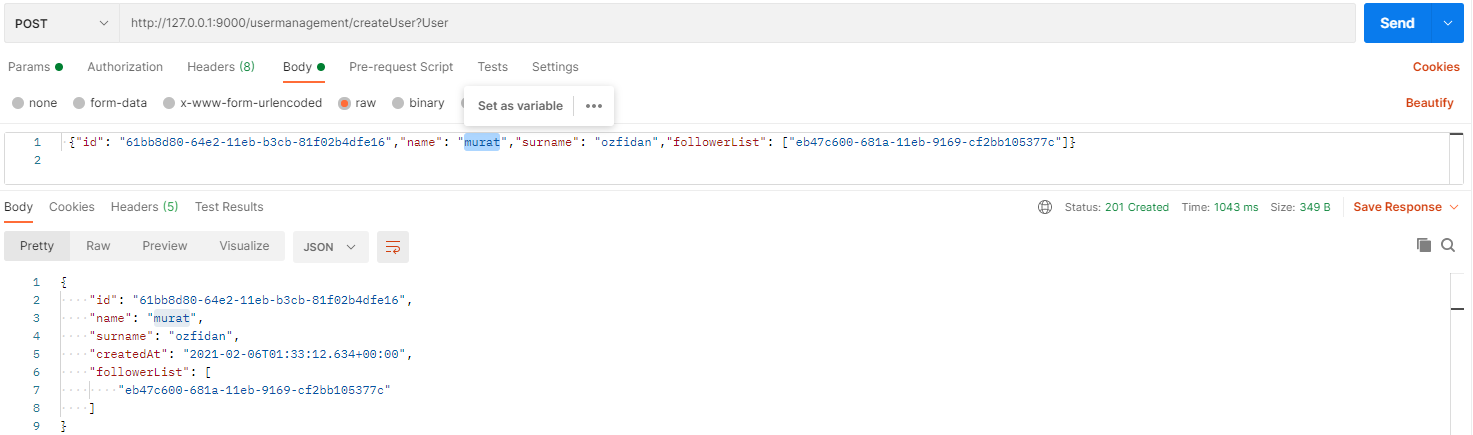 POST http://127.0.0.1:9000/usermanagement/createUser?User Send
Params Authorization Headers (8) Body Pre-request Script Tests Settings Cookies
none form-data x-www-form-urlencoded raw binary Set as variable ••• Beautify
1 {"id": "61bb8d80-64e2-11eb-b3cb-81f02b4dfe16","name": "murat","surname": "ozfidan","followerList": ["eb47c600-681a-11eb-9169-cf2bb105377c"]}
2
Body Cookies Headers (5) Test Results Status: 201 Created Time: 1043 ms Size: 349 B Save Response
Pretty Raw Preview Visualize JSON
1 {
2 "id": "61bb8d80-64e2-11eb-b3cb-81f02b4dfe16",
3 "name": "murat",
4 "surname": "ozfidan",
5 "createdAt": "2021-02-06T01:33:12.634+00:00",
6 "followerList": [
7 "eb47c600-681a-11eb-9169-cf2bb105377c"
8 ]
9 }